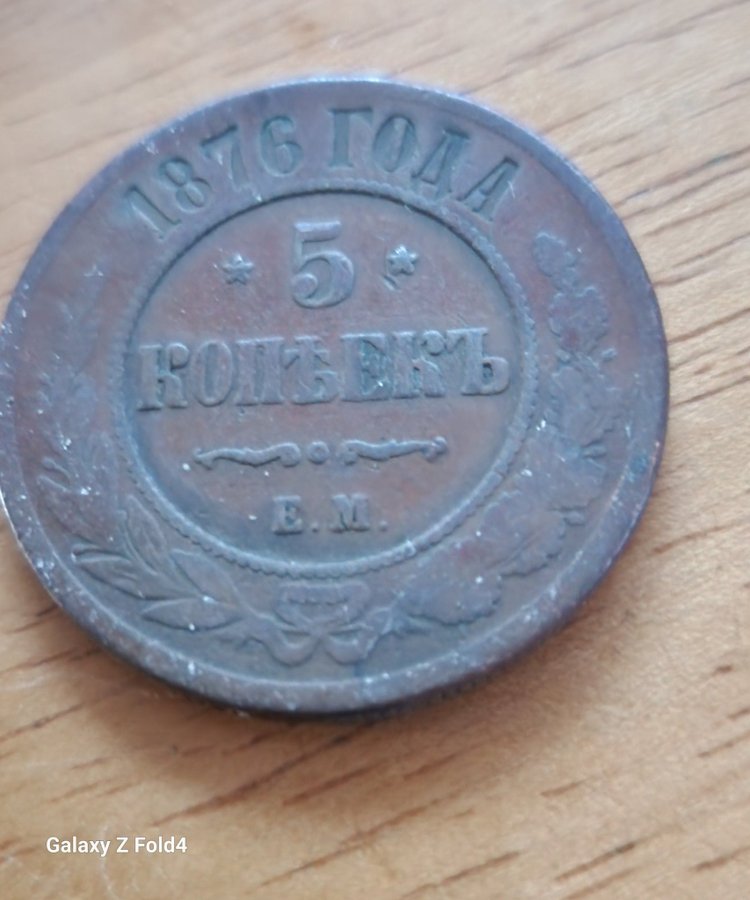 1876 ГОДА
* 5 *
КОПѢЕКЪ
Е.М.
Galaxy Z Fold4